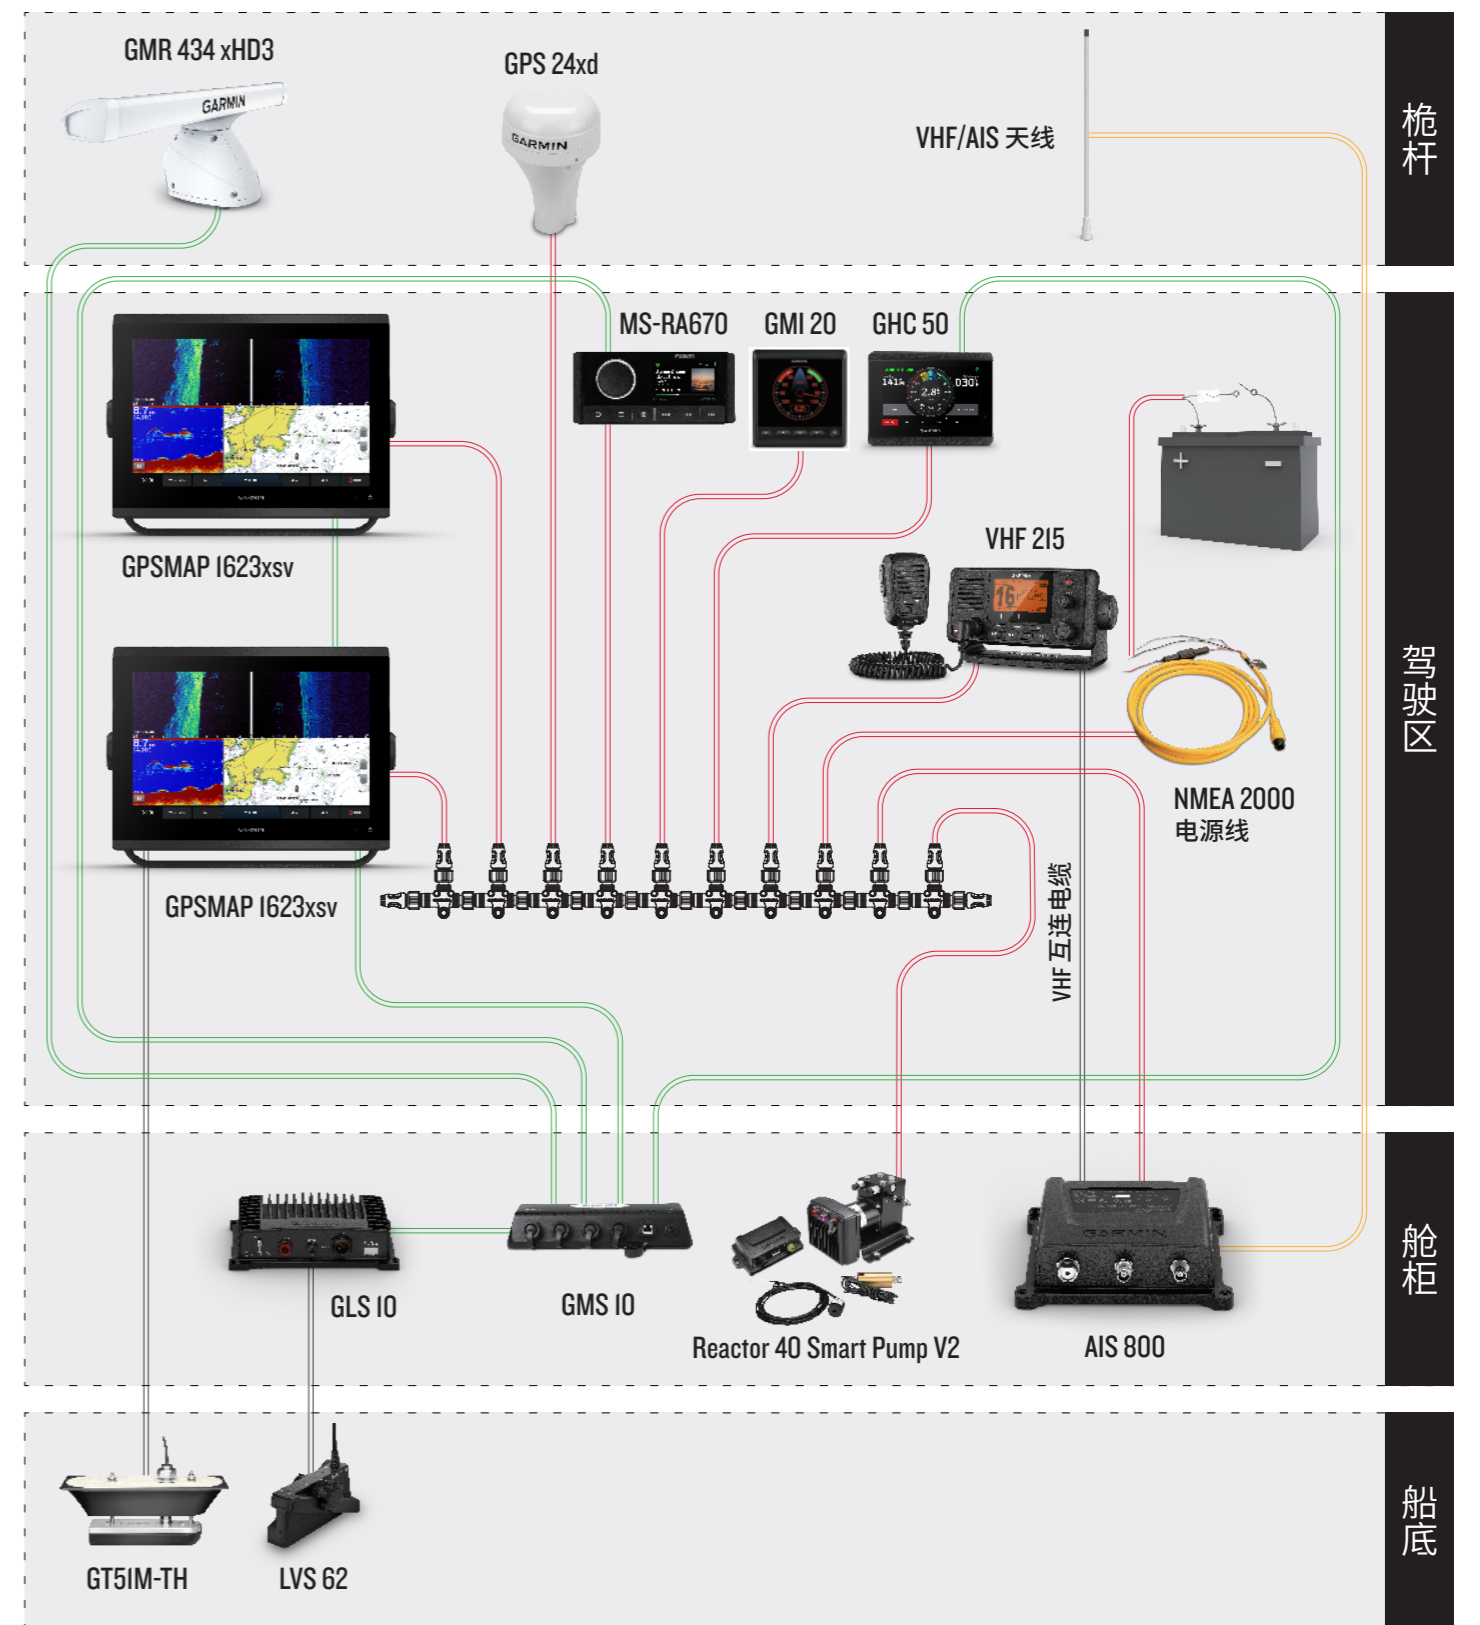 GMR 434 xHD3
GARMIN
GPS 24xd
GARMIN
VHF/AIS 天线
桅杆
MS-RA670
GMI 20
GHC 50
GPSMAP 1623xsv
VHF 215
16
GPSMAP 1623xsv
NMEA 2000
电源线
VHF 互连电缆
驾驶区
GLS 10
GMS 10
Reactor 40 Smart Pump V2
GARMIN
AIS 800
舱柜
GT51M-TH
LVS 62
船底